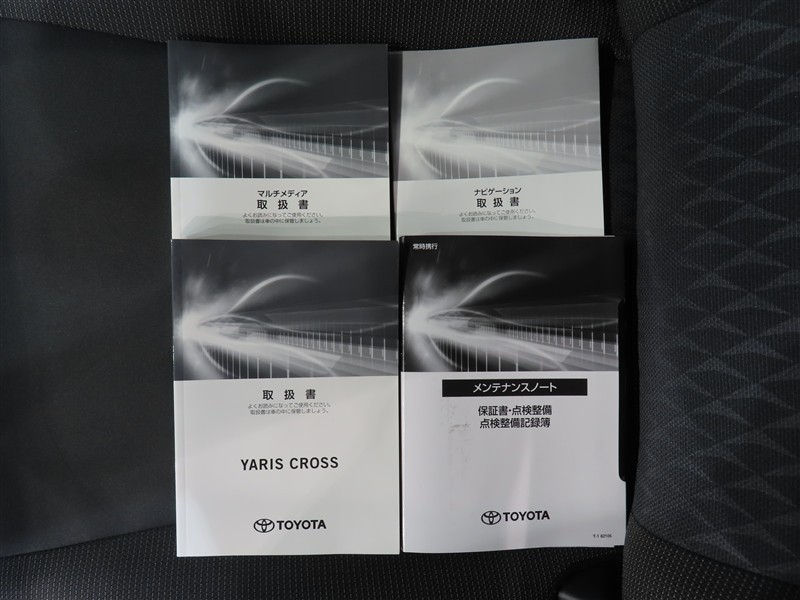 マルチメディア
取扱書
よくお読みになってご使用ください。
取扱書は車の中に保管しましょう。
ナビゲーション
取扱書
よくお読みになってご使用ください。
取扱書は車の中に保管しましょう。
取扱書
よくお読みになってご使用ください。
取扱書は車の中に保管しましょう。
YARIS CROSS
TOYOTA
常時携行
メンテナンスノート
保証書・点検整備
点検整備記録簿
TOYOTA